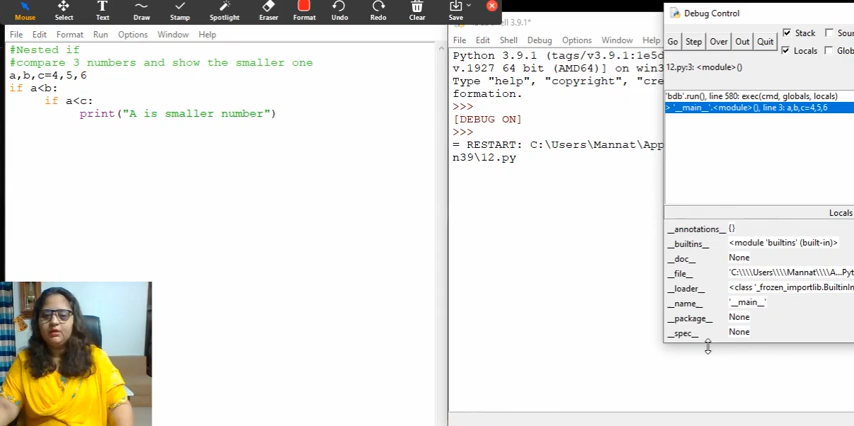 Mouse Select Text Draw Stamp Spotlight Eraser Format Undo Redo Clear Save
File Edit Format Run Options Window Help
#Nested if
#compare 3 numbers and show the smaller one
a,b,c=4,5,6
if a<b:
if a<c:
print("A is smaller number")
3.9.1*
File Edit Shell Debug Options Window Help
Python 3.9.1 (tags/v3.9.1:1e5d
v.1927 64 bit (AMD64)] on win3
Type "help", "copyright", "cre
formation.
>>>
[DEBUG ON]
>>>
= RESTART: C:\Users\Mannat\App
n39\12.py
Debug Control
Go Step Over Out Quit
Stack Sour
Locals Glob
12.py:3: <module>()
'bdb'.run(), line 580: exec(cmd, globals, locals)
> '__main__'.<module>(), line 3: a,b,c=4,5,6
Locals
__annotations__ {}
__builtins__ <module 'builtins' (built-in)>
__doc__ None
__file__ 'C:\\\\Users\\\\Mannat\\\\A...Pyt
__loader__ <class '_frozen_importlib.BuiltinIn
__name__ '__main__'
__package__ None
__spec__ None